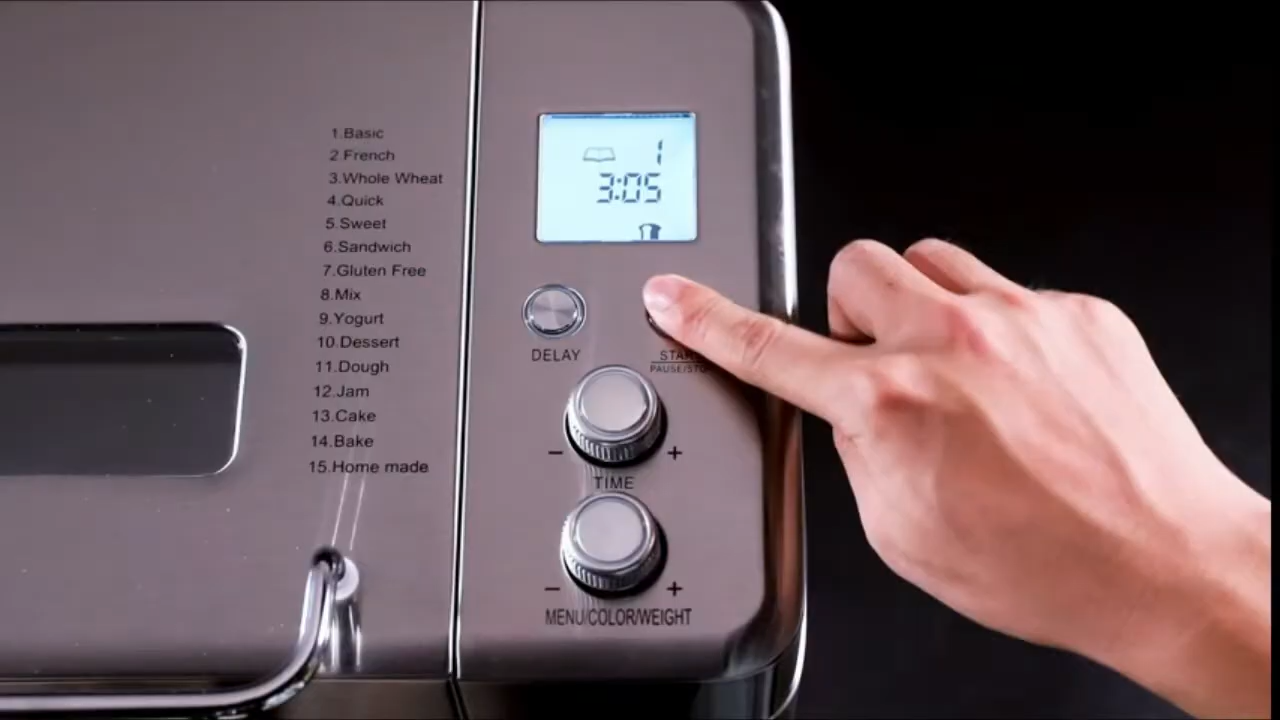 1.Basic
2 French
3.Whole Wheat
4.Quick
5.Sweet
6.Sandwich
7.Gluten Free
8.Mix
9.Yogurt
10.Dessert
11.Dough
12.Jam
13.Cake
14.Bake
15.Home made
1
3:05
DELAY
PAUSE/
- +
TIME
- +
MENU/COLOR/WEIGHT